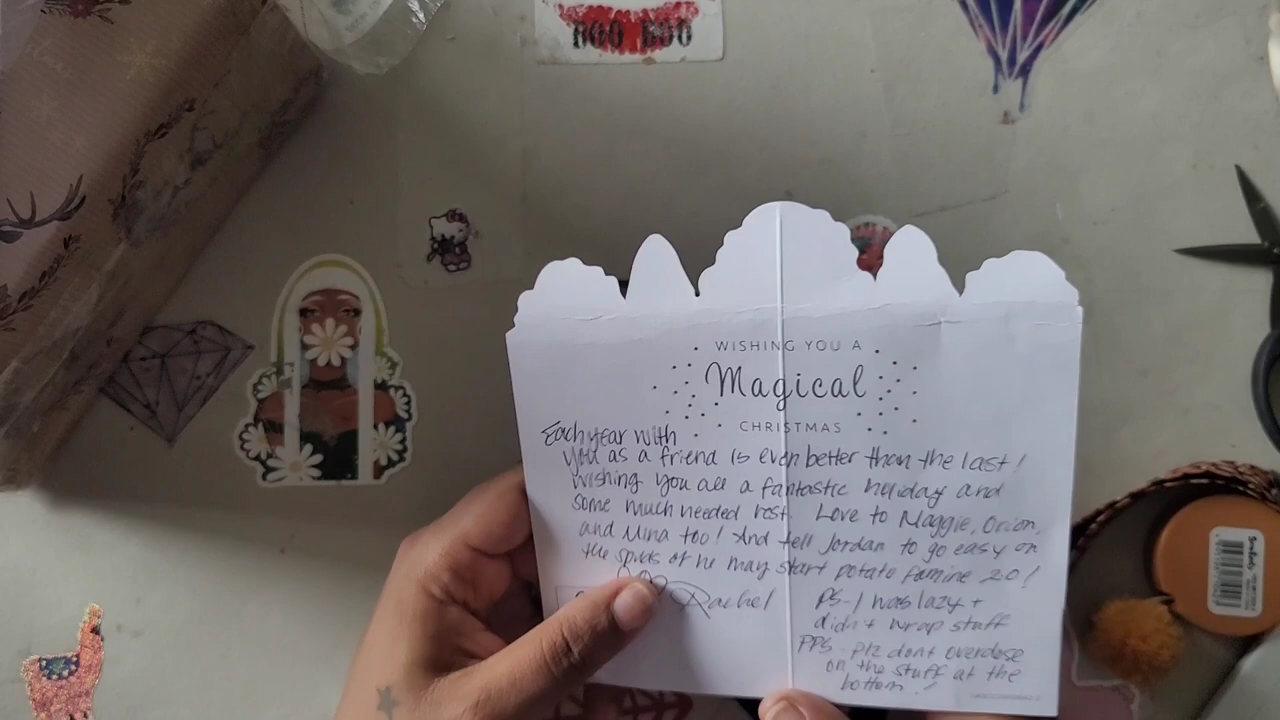 BOO BOO
WISHING YOU A
Magical
CHRISTMAS
Each year with
you as a friend is even better than the last!
Wishing you all a fantastic holiday and
some much needed rest. Love to Maggie, Orion,
and Mina too! And tell Jordan to go easy on
the spuds or he may start potato famine 2.0!
Rachel
PS-I was lazy +
didn't wrap stuff
PPS- plz dont overdose
on the stuff at the
bottom!